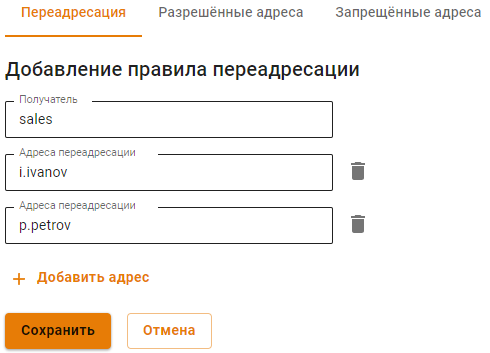 Переадресация Разрешённые адреса Запрещённые адреса
Добавление правила переадресации
Получатель
sales
Адреса переадресации
i.ivanov
Адреса переадресации
p.petrov
+ Добавить адрес
Сохранить Отмена